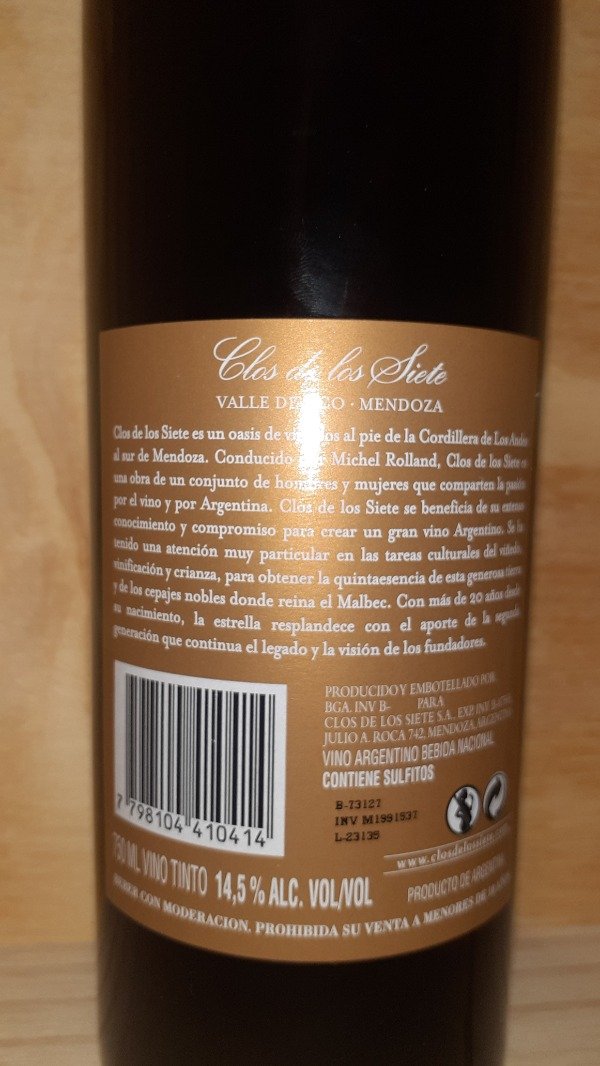 Clos de los Siete
VALLE DE UCO · MENDOZA
Clos de los Siete es un oasis de viñedos al pie de la Cordillera de Los Andes
al sur de Mendoza. Conducido por Michel Rolland, Clos de los Siete es
una obra de un conjunto de hombres y mujeres que comparten la pasión
por el vino y por Argentina. Clos de los Siete se beneficia de su extenso
conocimiento y compromiso para crear un gran vino Argentino. Se ha
tenido una atención muy particular en las tareas culturales del viñedo,
vinificación y crianza, para obtener la quintaesencia de esta generosa tierra
y de los cepajes nobles donde reina el Malbec. Con más de 20 años desde
su nacimiento, la estrella resplandece con el aporte de la segunda
generación que continua el legado y la visión de los fundadores.
PRODUCIDO Y EMBOTELLADO POR
BGA. INV B- PARA
CLOS DE LOS SIETE S.A., EXP. INV
JULIO A. ROCA 742, MENDOZA, ARGENTINA
VINO ARGENTINO BEBIDA NACIONAL
CONTIENE SULFITOS
B-73127
INV M1991537
L-23135
7 798104 410414
www.closdelossiete.com
750 ML VINO TINTO 14,5 % ALC. VOL/VOL
PRODUCTO DE ARGENTINA
BEBER CON MODERACION. PROHIBIDA SU VENTA A MENORES DE 18 AÑOS